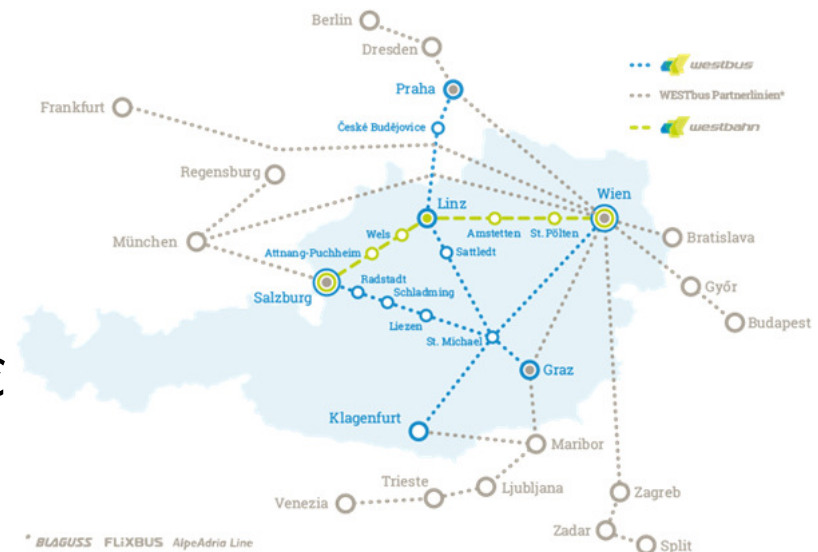 Berlin
Dresden
westbus
Praha
WESTbus Partnerlinien*
Frankfurt
České Budějovice
westbahn
Regensburg
Wien
Linz
München
Wels
Amstetten
St. Pölten
Bratislava
Attnang-Puchheim
Sattledt
Radstadt
Salzburg
Schladming
Győr
Liezen
Budapest
St. Michael
€
Graz
Klagenfurt
Maribor
Trieste
Ljubljana
Zagreb
Venezia
Zadar
Split
* BLAGUSS FLiXBUS AlpeAdria Line